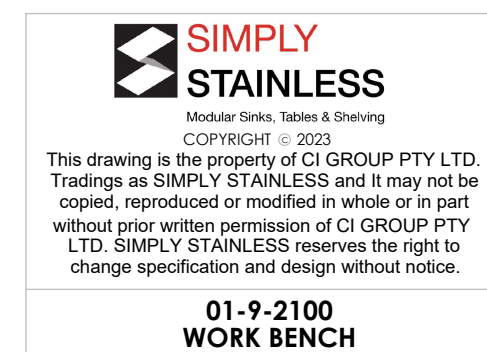 SIMPLY
STAINLESS
Modular Sinks, Tables & Shelving
COPYRIGHT © 2023
This drawing is the property of CI GROUP PTY LTD.
Tradings as SIMPLY STAINLESS and It may not be
copied, reproduced or modified in whole or in part
without prior written permission of CI GROUP PTY
LTD. SIMPLY STAINLESS reserves the right to
change specification and design without notice.
01-9-2100
WORK BENCH